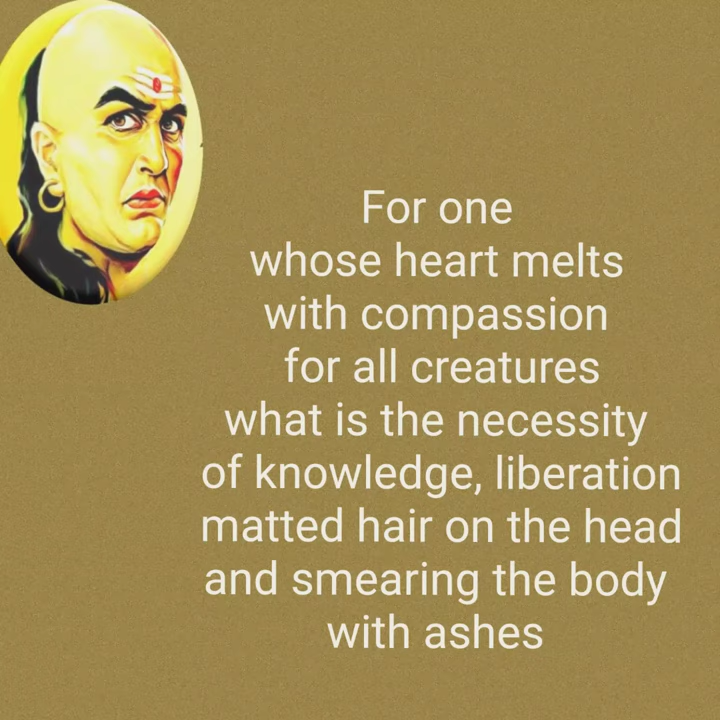 For one
whose heart melts
with compassion
for all creatures
what is the necessity
of knowledge, liberation
matted hair on the head
and smearing the body
with ashes